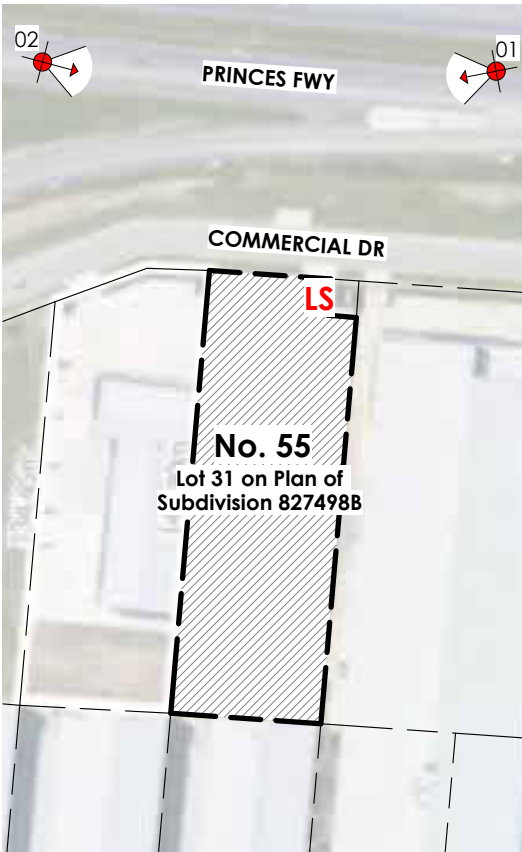 02
01
PRINCES FWY
COMMERCIAL DR
LS
No. 55
Lot 31 on Plan of
Subdivision 827498B